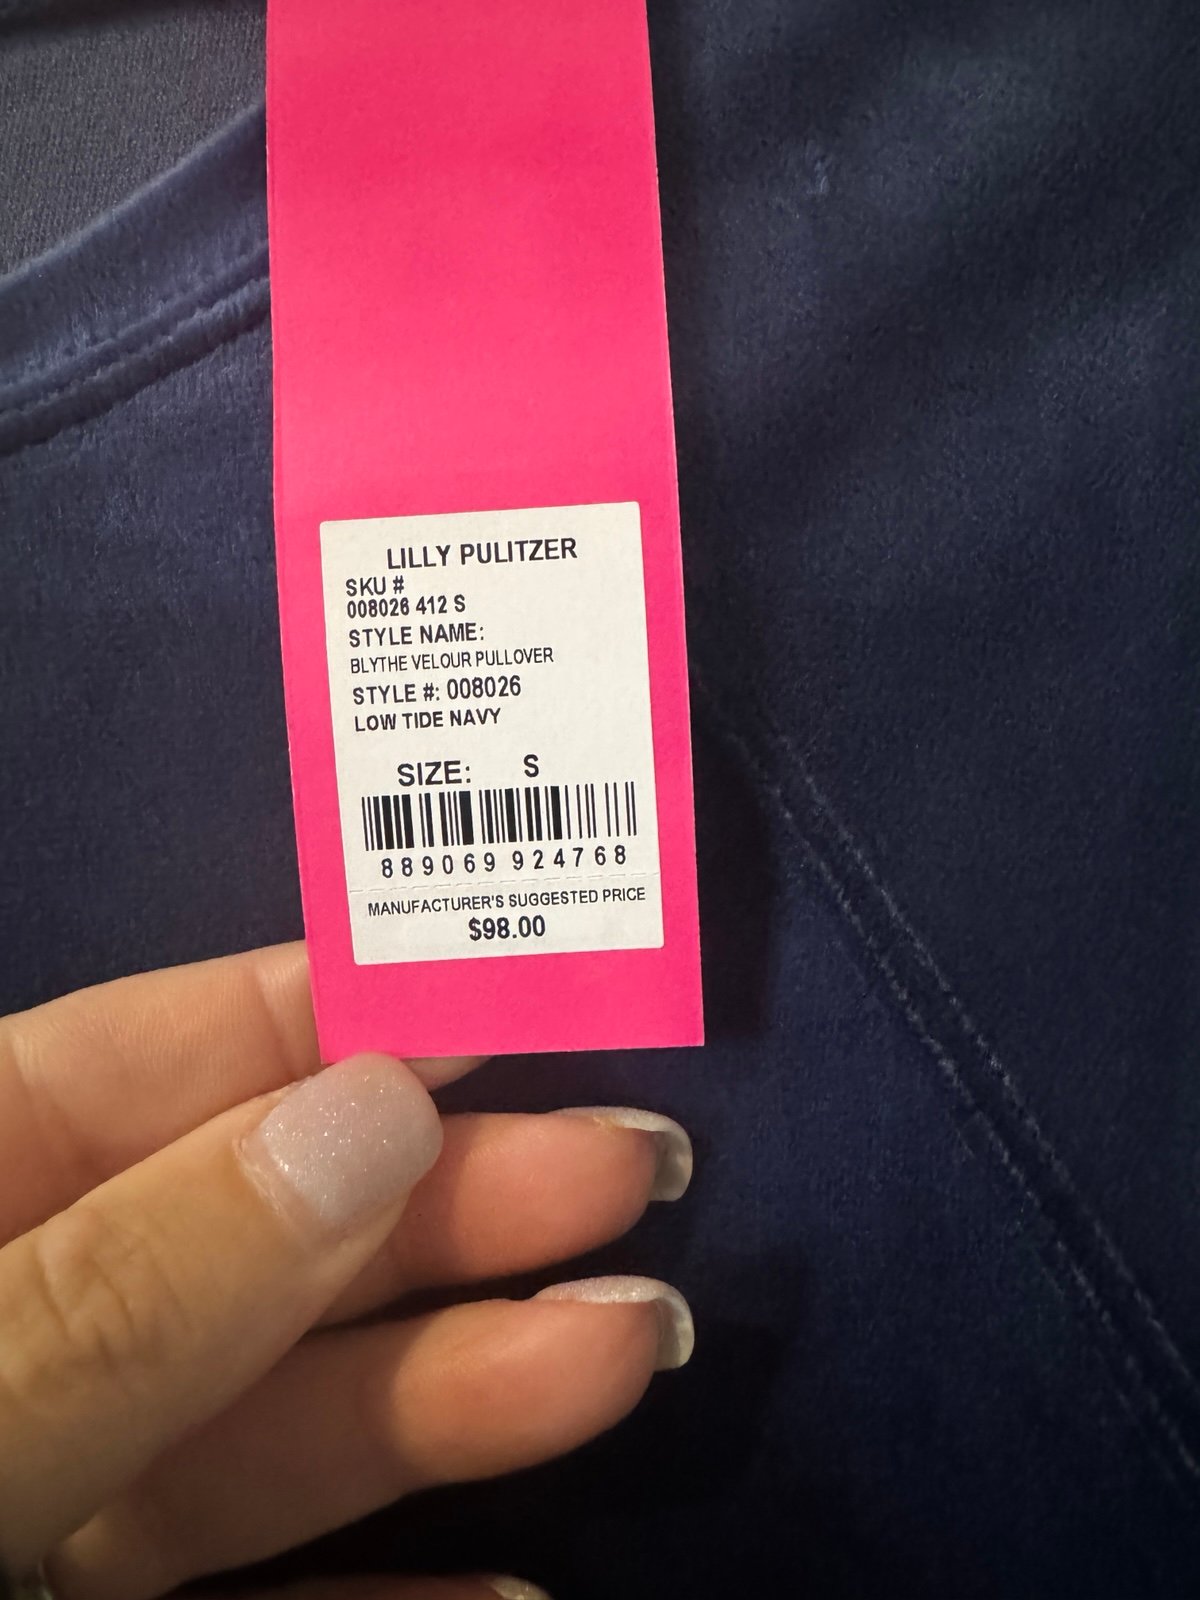 LILLY PULITZER
SKU #
008026 412 S
STYLE NAME:
BLYTHE VELOUR PULLOVER
STYLE #: 008026
LOW TIDE NAVY
SIZE: S
889069 924768
MANUFACTURER'S SUGGESTED PRICE
$98.00